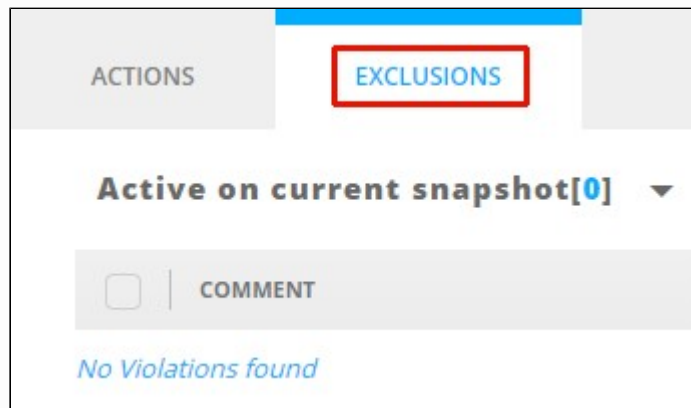 ACTIONS EXCLUSIONS
Active on current snapshot[0]
COMMENT
No Violations found